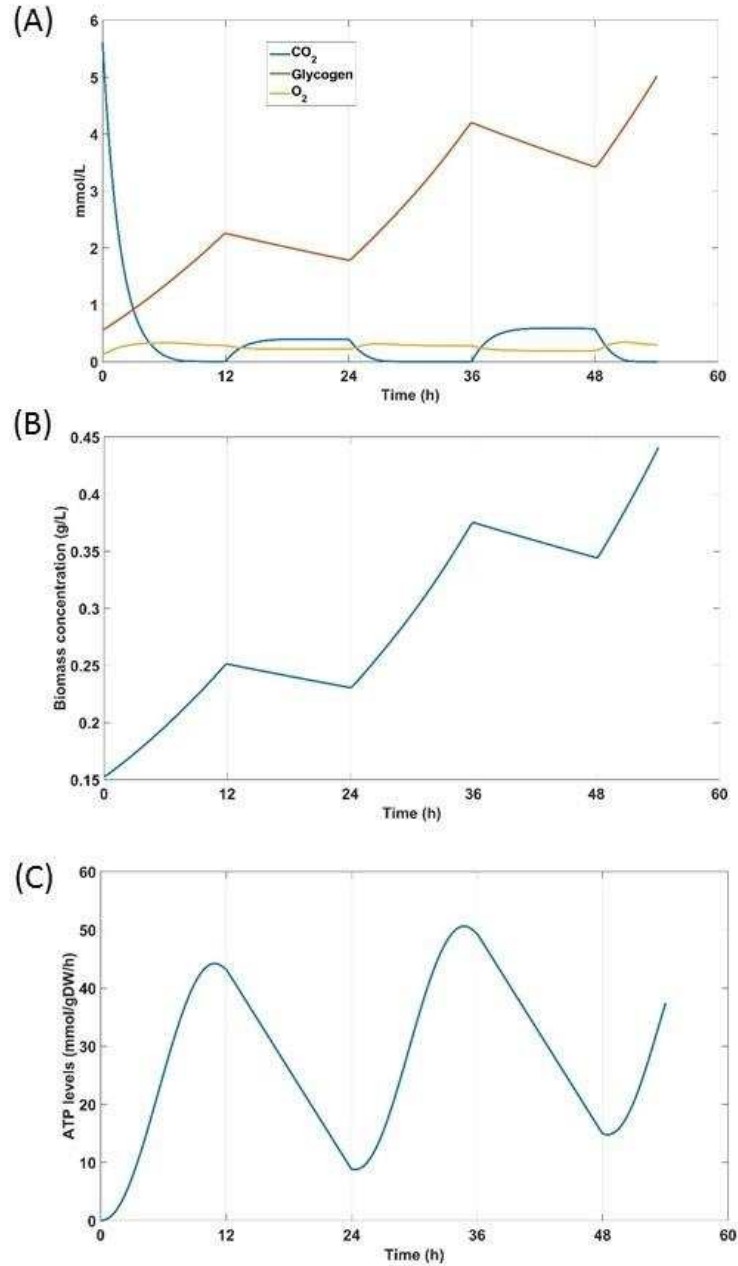 (A)
6
5
4
3
2
1
0
mmol/L
CO2
Glycogen
O2
0 12 24 36 48 60
Time (h)
(B)
0.45
0.4
0.35
0.3
0.25
0.2
0.15
Biomass concentration (g/L)
0 12 24 36 48 60
Time (h)
(C)
60
50
40
30
20
10
0
ATP levels (mmol/gDW/h)
0 12 24 36 48 60
Time (h)